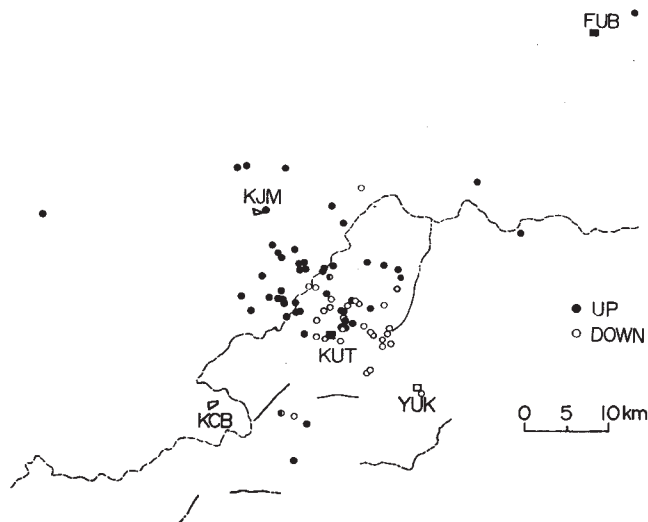 FUB
KJM
● UP
○ DOWN
KUT
YUK
KCB
0 5 10km